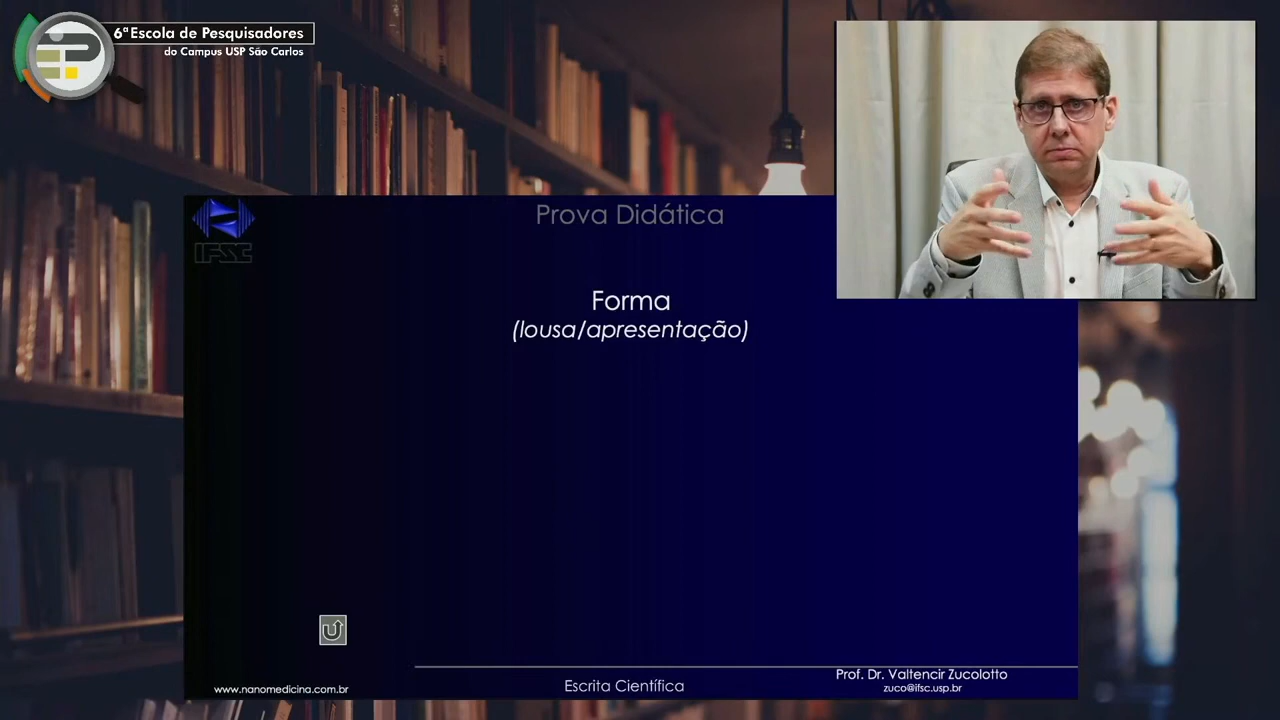 6ª Escola de Pesquisadores
do Campus USP São Carlos
IFSC
Prova Didática
Forma
(lousa/apresentação)
www.nanomedicina.com.br
Escrita Científica
Prof. Dr. Valtencir Zucolotto
zuco@ifsc.usp.br